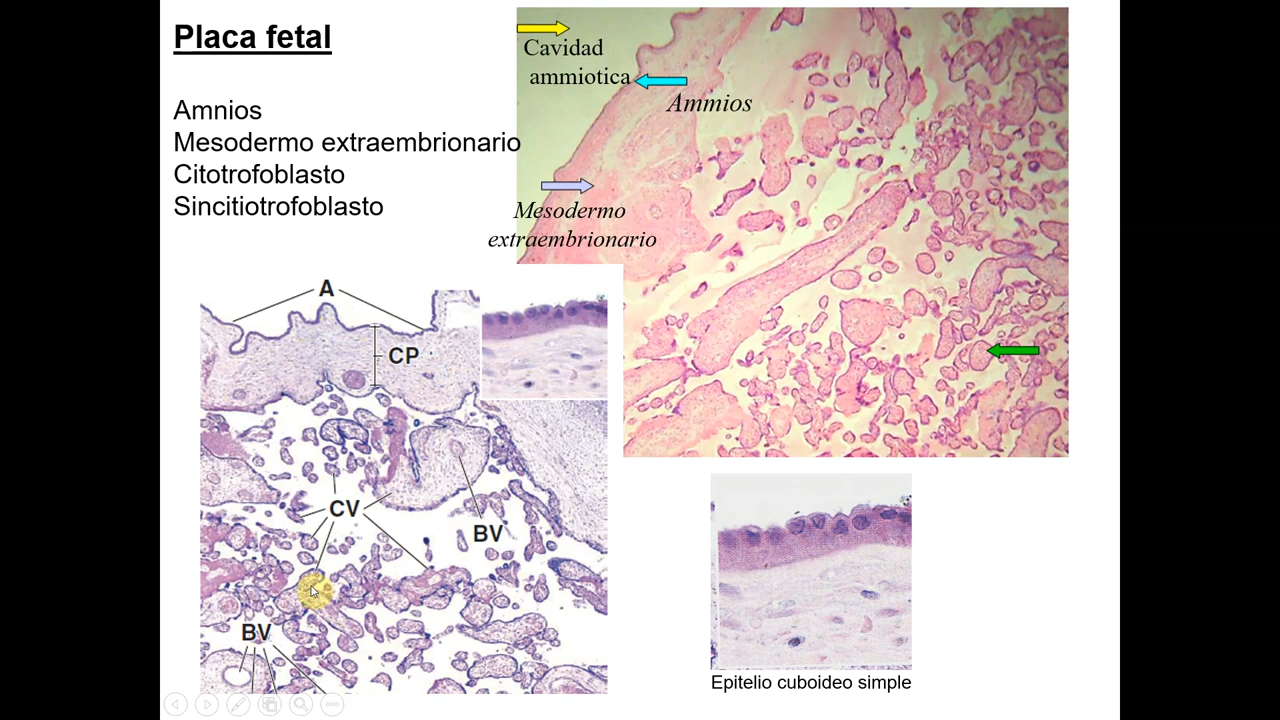 Placa fetal
Amnios
Mesodermo extraembrionario
Citotrofoblasto
Sincitiotrofoblasto
Cavidad
ammiotica
Ammios
Mesodermo
extraembrionario
A
CP
CV
BV
BV
Epitelio cuboideo simple